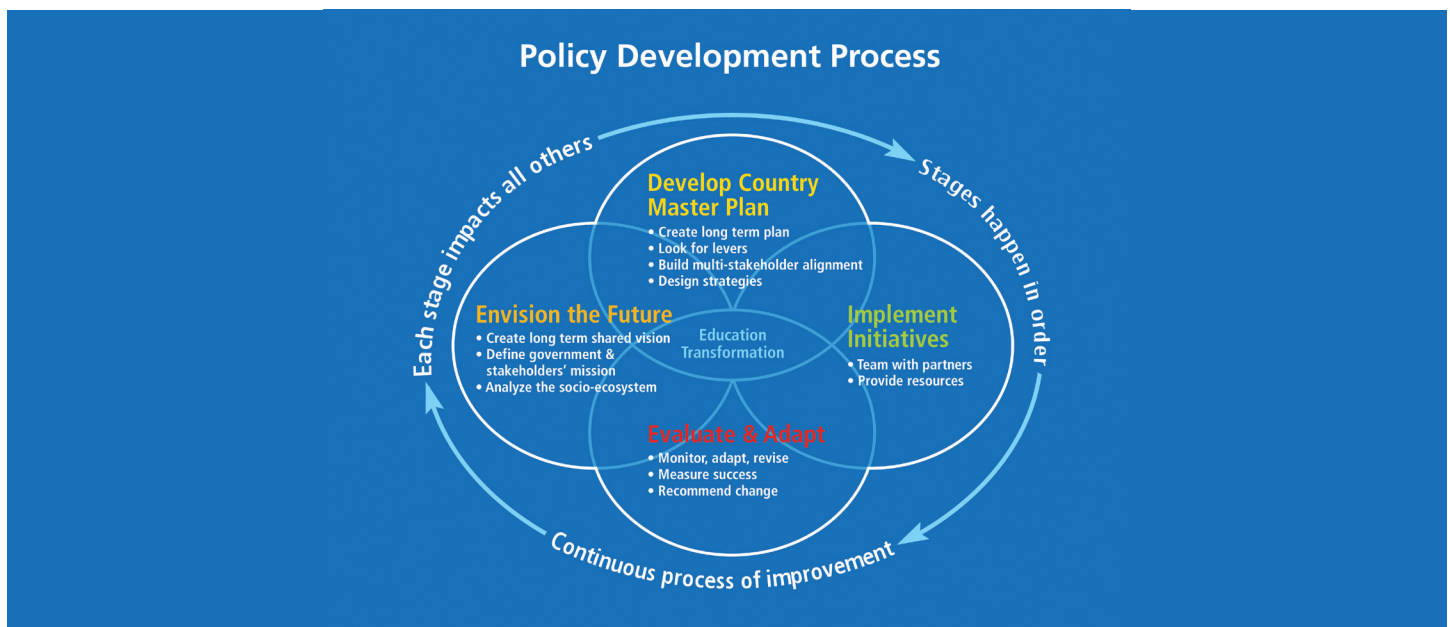 Policy Development Process
Each stage impacts all others
Stages happen in order
Develop Country
Master Plan
• Create long term plan
• Look for levers
• Build multi-stakeholder alignment
• Design strategies
Envision the Future
• Create long term shared vision
• Define government &
stakeholders’ mission
• Analyze the socio-ecosystem
Education
Transformation
Implement
Initiatives
• Team with partners
• Provide resources
Evaluate & Adapt
• Monitor, adapt, revise
• Measure success
• Recommend change
Continuous process of improvement